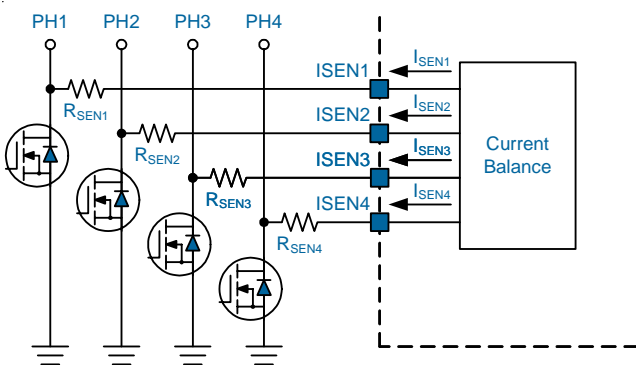 PH1 PH2 PH3 PH4
ISEN1 ISEN1
RSEN1
ISEN2 ISEN2
RSEN2
Current
Balance
ISEN3 ISEN3
RSEN3
ISEN4 ISEN4
RSEN4